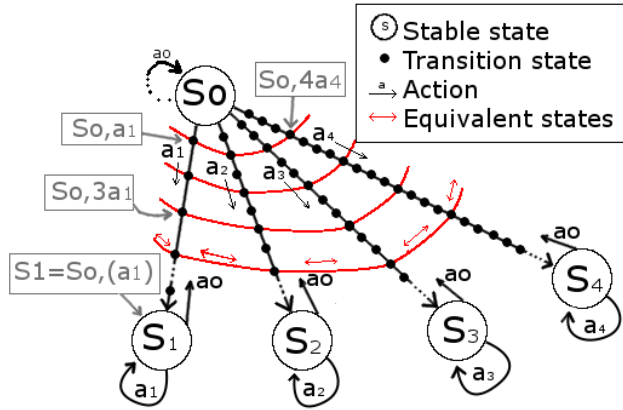 S Stable state
Transition state
a Action
Equivalent states
ao
So
So,4a4
So,a1
a1
a2
a3
a4
So,3a1
S1=So,(a1)
ao
ao
ao
ao
S1
S2
S3
S4
a1
a2
a3
a4